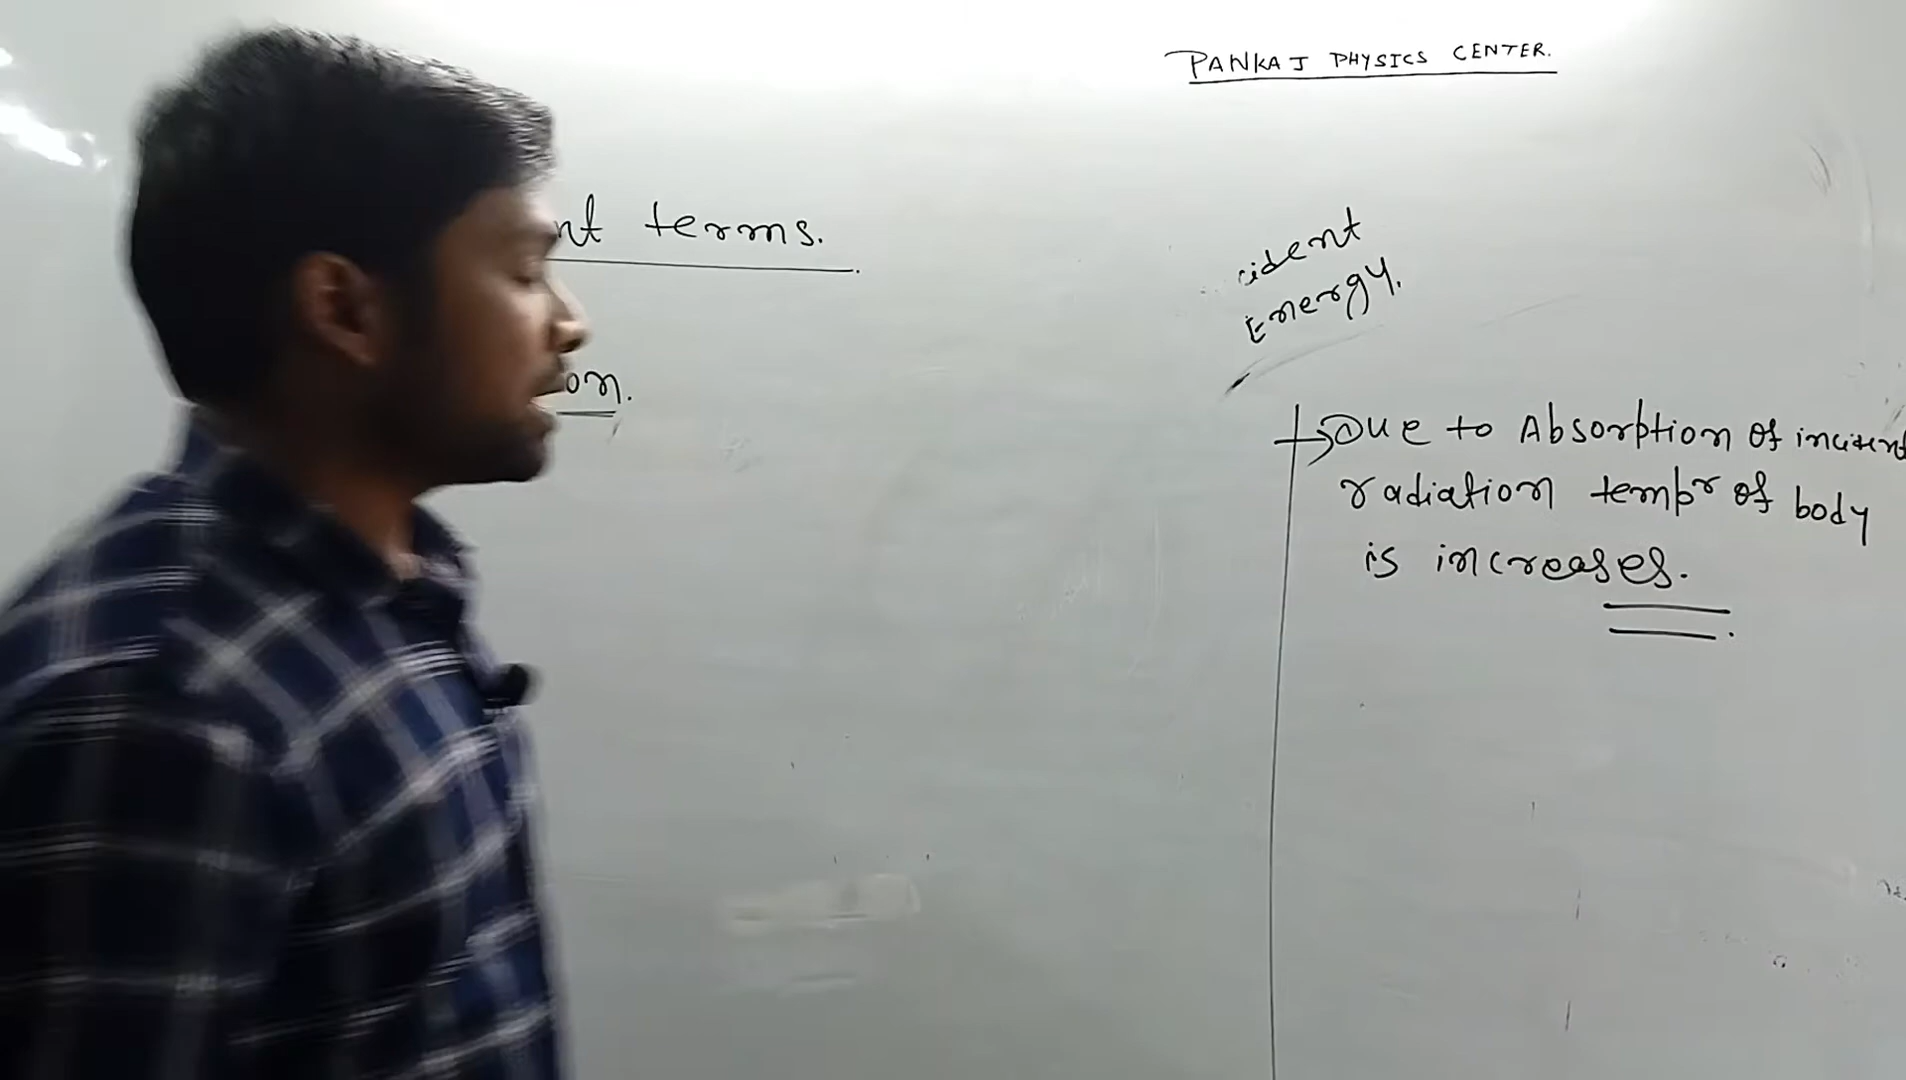 PANKAJ PHYSICS CENTER.
nt terms.
cident
Energy.
on.
Due to Absorption of incident
radiation tempr of body
is increases.